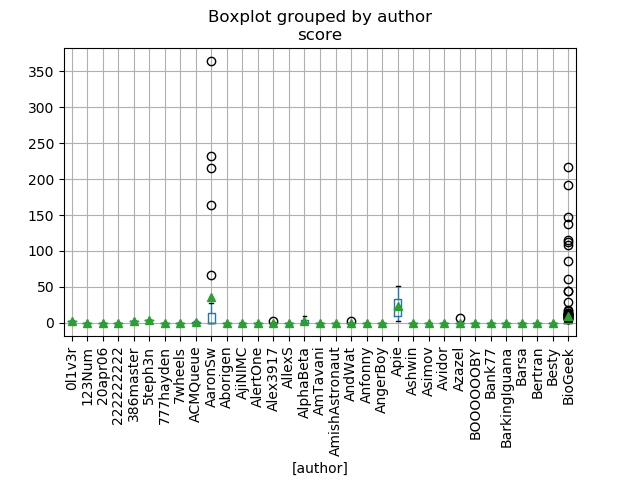 Boxplot grouped by author
score
350
300
250
200
150
100
50
0
0l1v3r
123Num
20apr06
2222222222
386master
5teph3n
777hayden
7wheels
ACMQueue
AaronSw
Aborigen
AjiNIMC
AlertOne
Alex3917
AllexS
AlphaBeta
AmTavani
AmishAstronaut
AndWat
Anfonny
AngerBoy
Apie
Ashwin
Asimov
Avidor
Azazel
BOOOOOOBY
Bank77
BarkingIguana
Barsa
Bertran
Besty
BioGeek
[author]